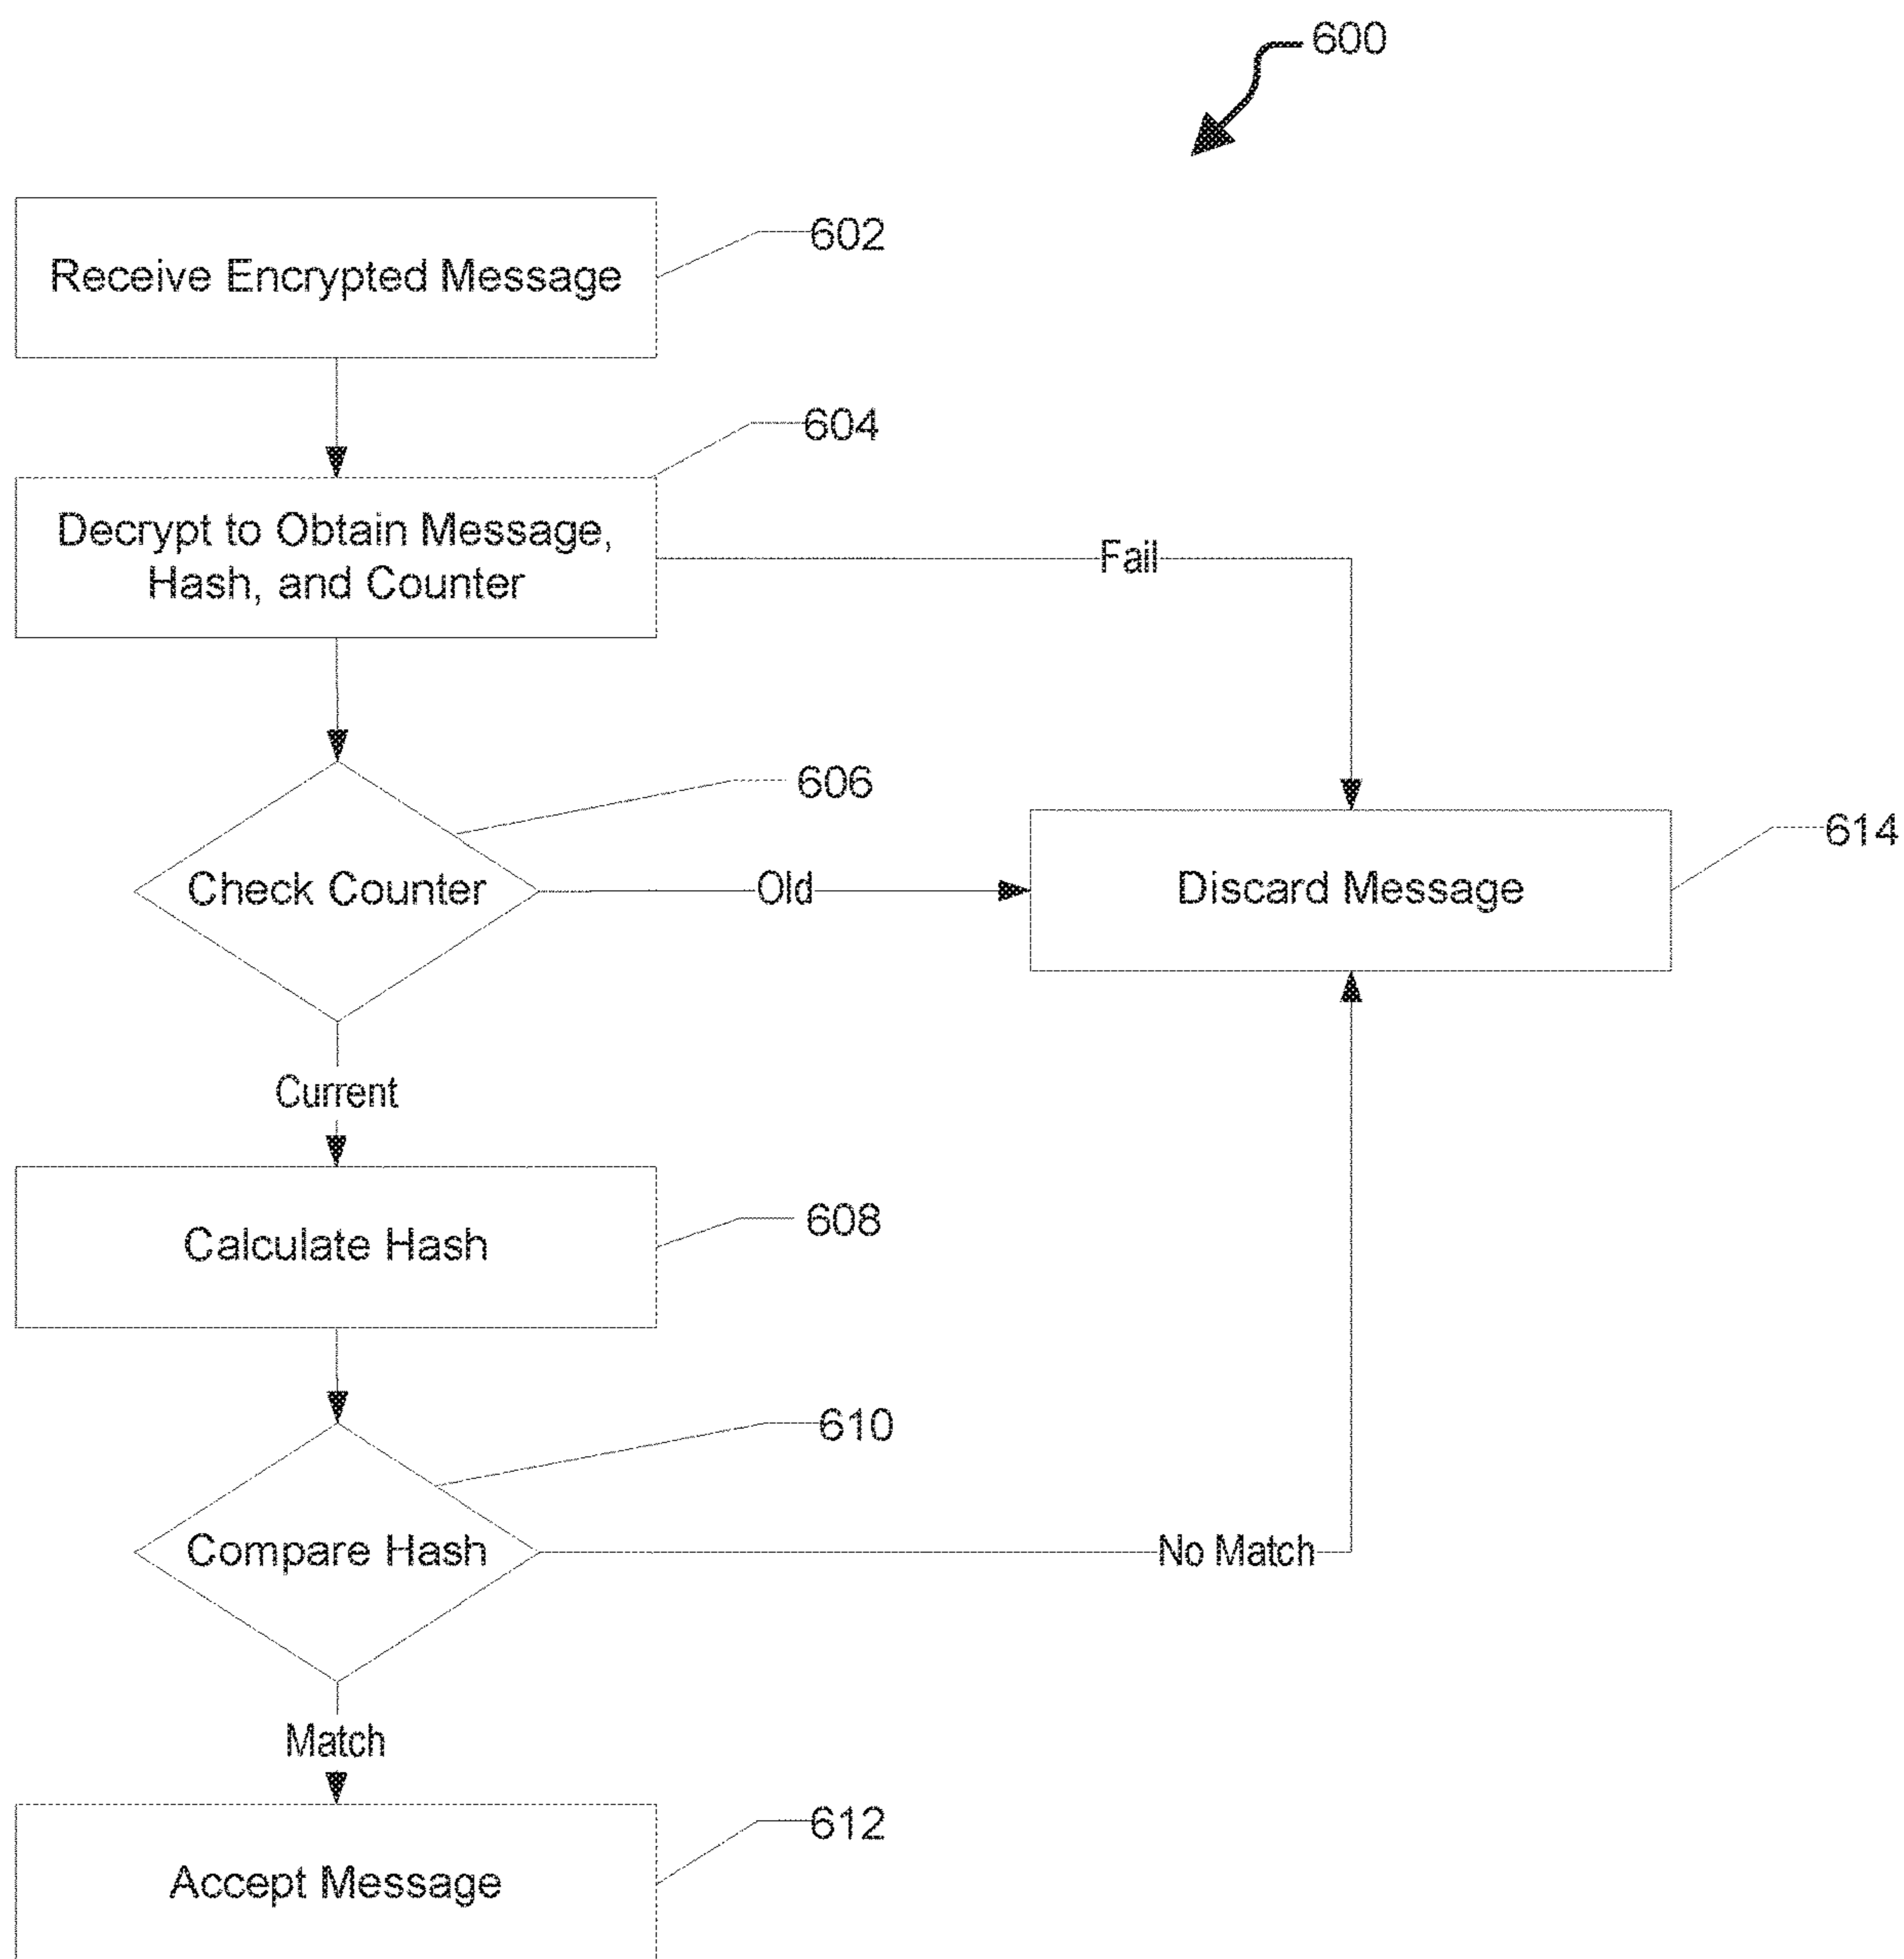 600
Receive Encrypted Message
602
604
Decrypt to Obtain Message,
Hash, and Counter
Fail
606
Check Counter
Old
Discard Message
614
Current
Calculate Hash
608
610
Compare Hash
No Match
Match
Accept Message
612